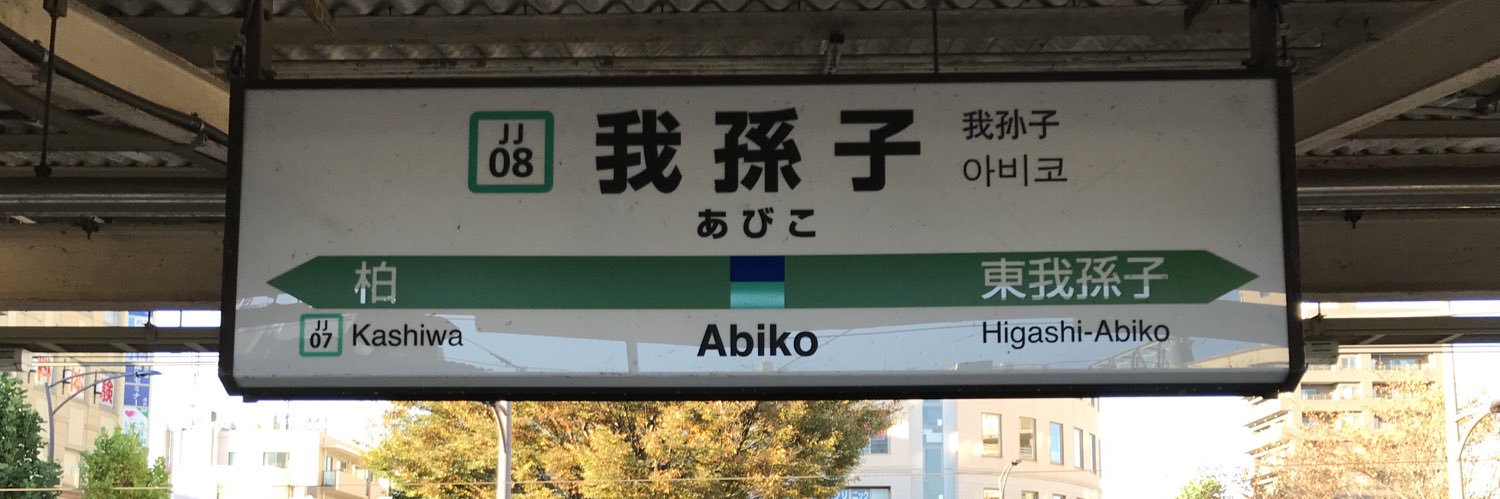 JJ
08
我孫子
我孙子
아비코
あびこ
柏
東我孫子
JJ
07
Kashiwa
Abiko
Higashi-Abiko